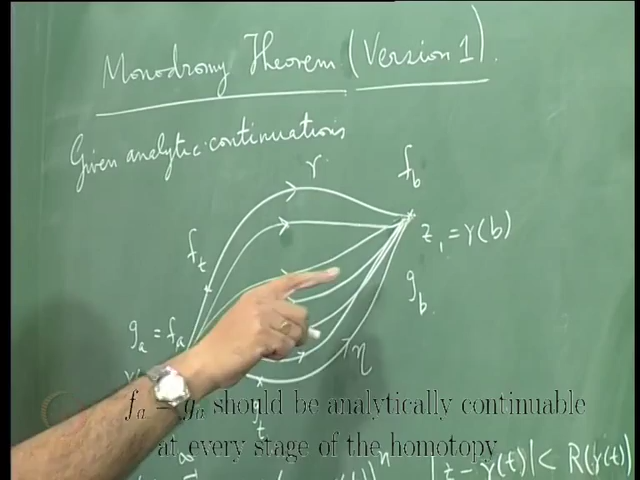 Monodromy Theorem (Version 1).
Given analytic continuations
γ
f_b
f_t
z_1 = γ(b)
g_b
g_a = f_a
η
f_a = g_a should be analytically continuable
at every stage of the homotopy
|z − γ(t)| < R(γ(t))